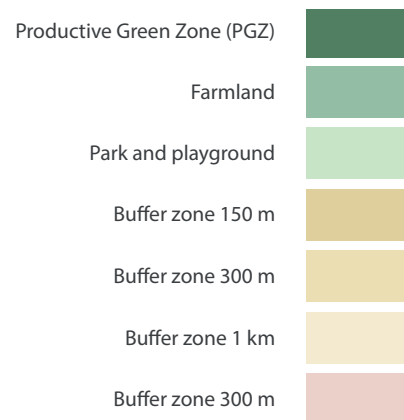 Productive Green Zone (PGZ)
Farmland
Park and playground
Buffer zone 150 m
Buffer zone 300 m
Buffer zone 1 km
Buffer zone 300 m